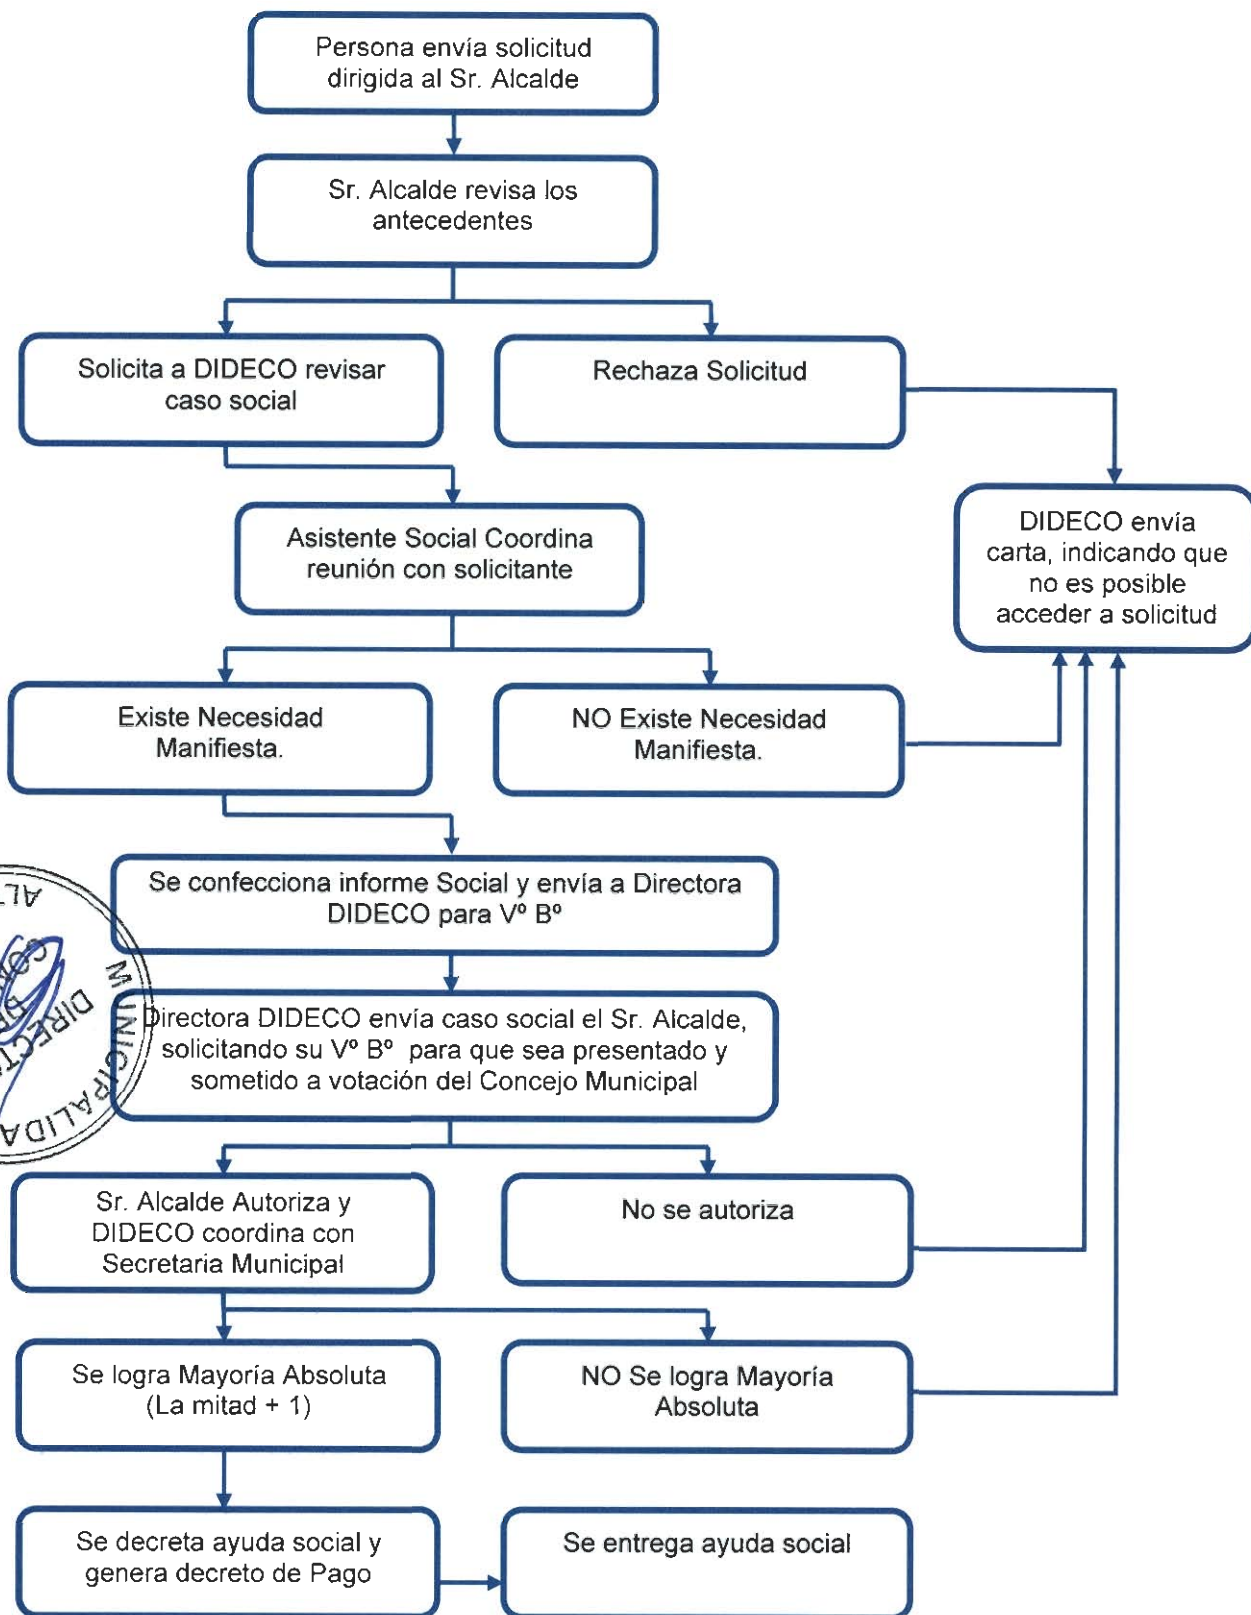 Persona envía solicitud
dirigida al Sr. Alcalde
Sr. Alcalde revisa los
antecedentes
Solicita a DIDECO revisar
caso social
Rechaza Solicitud
Asistente Social Coordina
reunión con solicitante
DIDECO envía
carta, indicando que
no es posible
acceder a solicitud
Existe Necesidad
Manifiesta.
NO Existe Necesidad
Manifiesta.
Se confecciona informe Social y envía a Directora
DIDECO para Vº Bº
Directora DIDECO envía caso social el Sr. Alcalde,
solicitando su Vº Bº para que sea presentado y
sometido a votación del Concejo Municipal
MUNICIPALIDA
Sr. Alcalde Autoriza y
DIDECO coordina con
Secretaria Municipal
No se autoriza
Se logra Mayoría Absoluta
(La mitad + 1)
NO Se logra Mayoría
Absoluta
Se decreta ayuda social y
genera decreto de Pago
Se entrega ayuda social